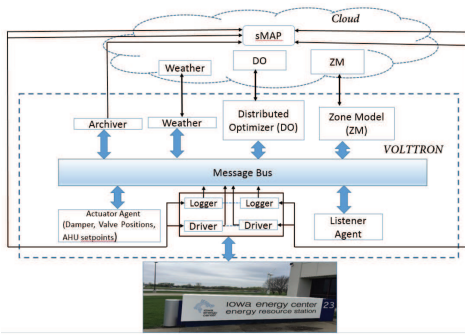 Cloud
sMAP
Weather
DO
ZM
Archiver
Weather
Distributed
Optimizer (DO)
Zone Model
(ZM)
VOLTTRON
Message Bus
Actuator Agent
(Damper, Valve Positions,
AHU setpoints)
Logger
Logger
Driver
Driver
Listener
Agent
IOWA energy center
energy resource station
23